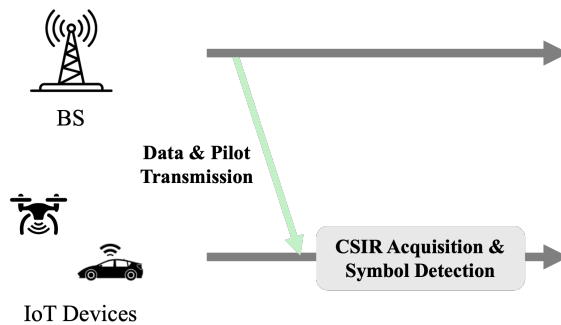 BS
Data & Pilot
Transmission
CSIR Acquisition &
Symbol Detection
IoT Devices